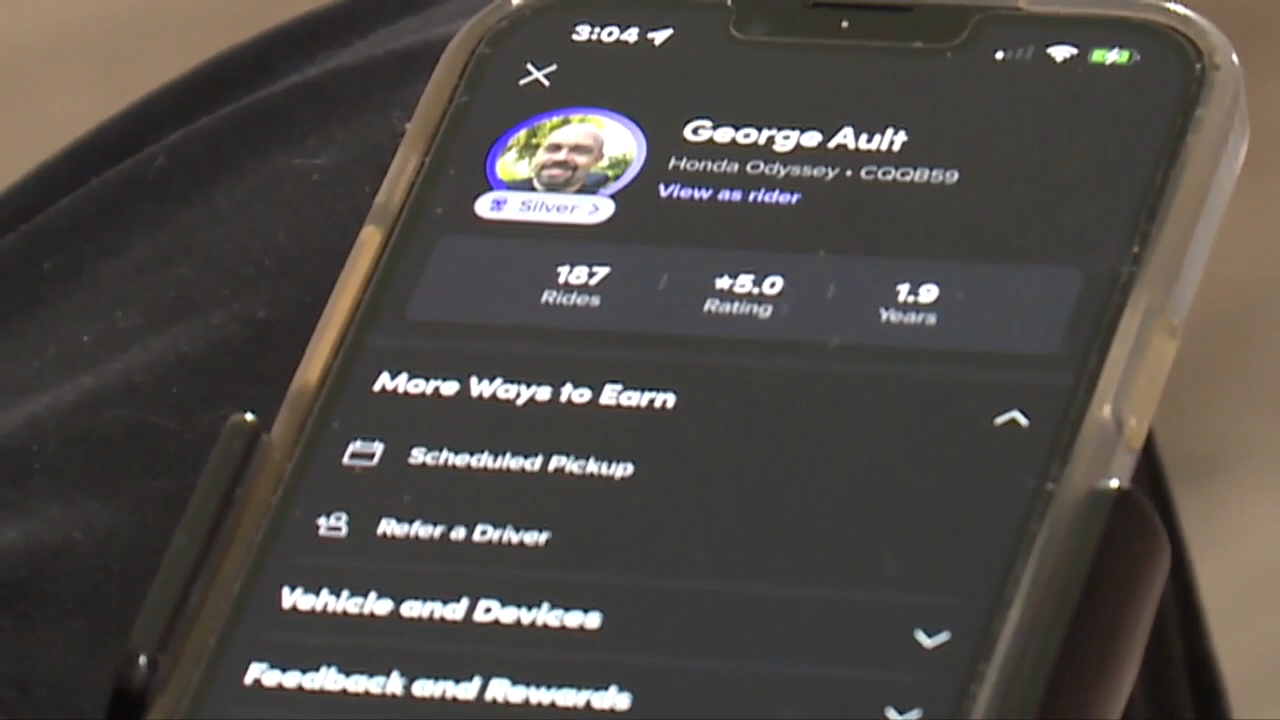 3:04
George Ault
Honda Odyssey • CQQB59
View as rider
Silver >
187
Rides
★5.0
Rating
1.9
Years
More Ways to Earn
Scheduled Pickup
Refer a Driver
Vehicle and Devices
Feedback and Rewards